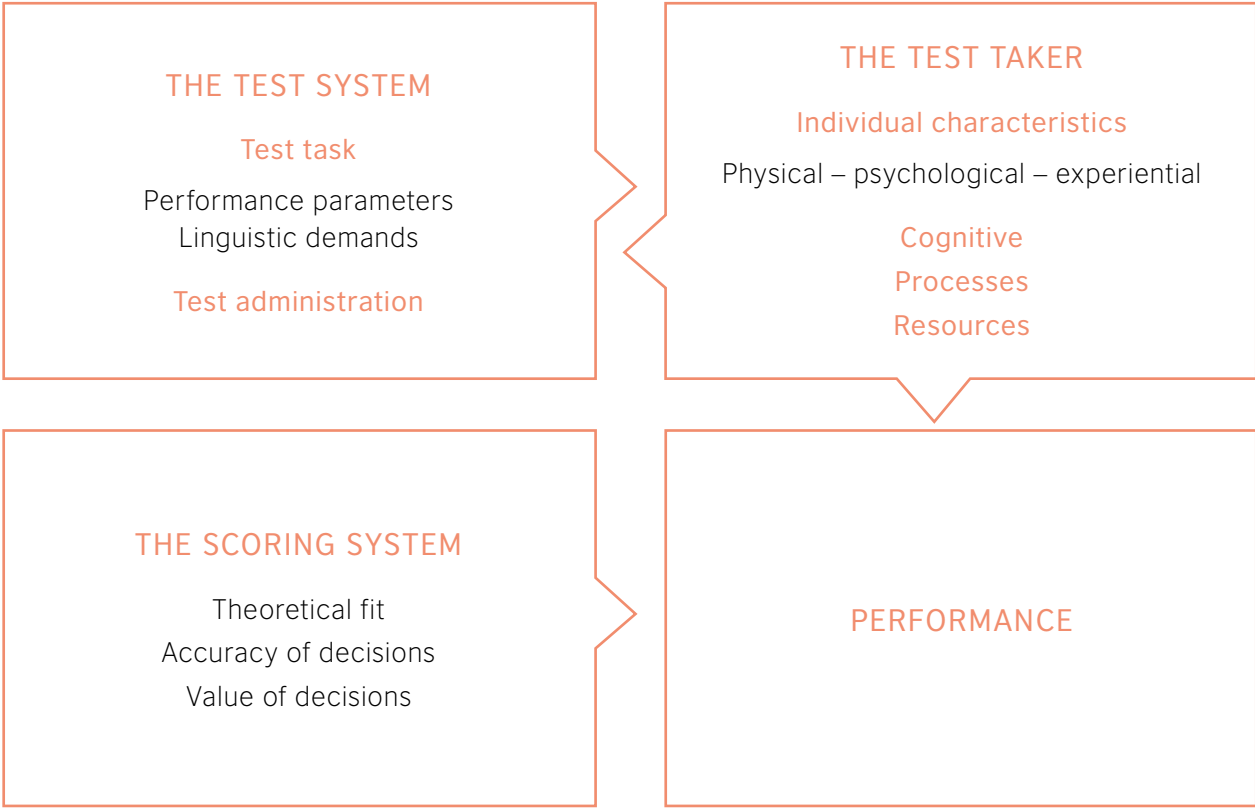 THE TEST SYSTEM
Test task
Performance parameters
Linguistic demands
Test administration
THE TEST TAKER
Individual characteristics
Physical – psychological – experiential
Cognitive
Processes
Resources
THE SCORING SYSTEM
Theoretical fit
Accuracy of decisions
Value of decisions
PERFORMANCE